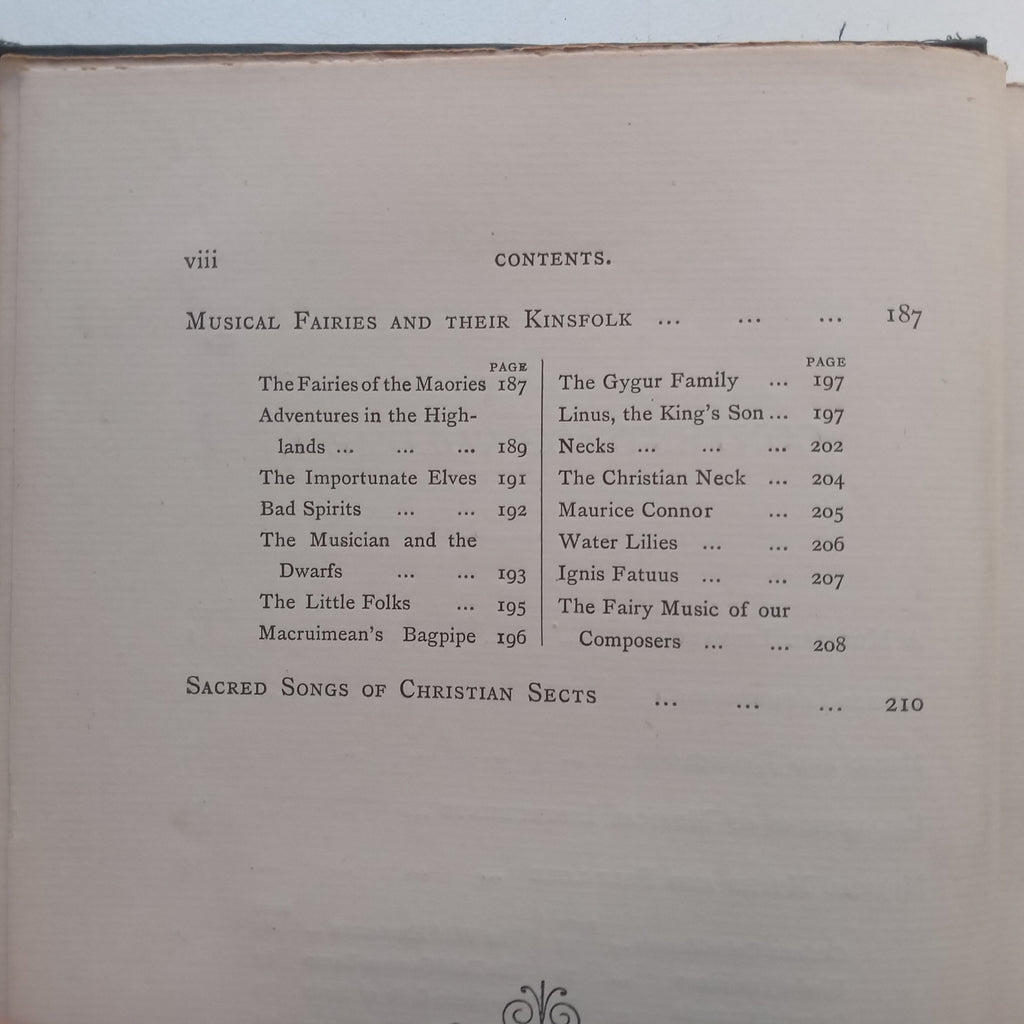 viii CONTENTS.
MUSICAL FAIRIES AND THEIR KINSFOLK ... ... ... 187
PAGE
The Fairies of the Maories 187
Adventures in the High-
lands ... ... ... 189
The Importunate Elves 191
Bad Spirits ... ... 192
The Musician and the
Dwarfs ... ... 193
The Little Folks ... 195
Macruimean's Bagpipe 196
PAGE
The Gygur Family ... 197
Linus, the King's Son ... 197
Necks ... ... ... 202
The Christian Neck ... 204
Maurice Connor ... 205
Water Lilies ... ... 206
Ignis Fatuus ... ... 207
The Fairy Music of our
Composers ... ... 208
SACRED SONGS OF CHRISTIAN SECTS ... ... ... 210